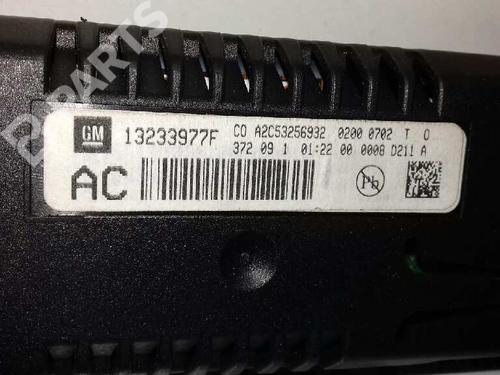 B-PARTS
GM 13233977F CO A2C53256932 0200 0702 T 0
372 09 1 01:22 00 0008 D211 A
AC
Pb